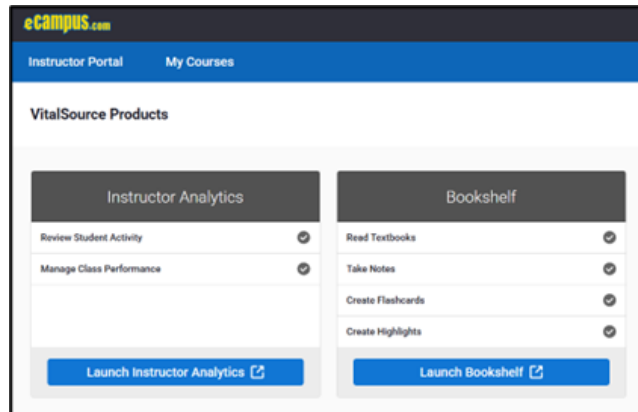 eCAMPUS.com
Instructor Portal My Courses
VitalSource Products
Instructor Analytics
Review Student Activity
Manage Class Performance
Launch Instructor Analytics
Bookshelf
Read Textbooks
Take Notes
Create Flashcards
Create Highlights
Launch Bookshelf